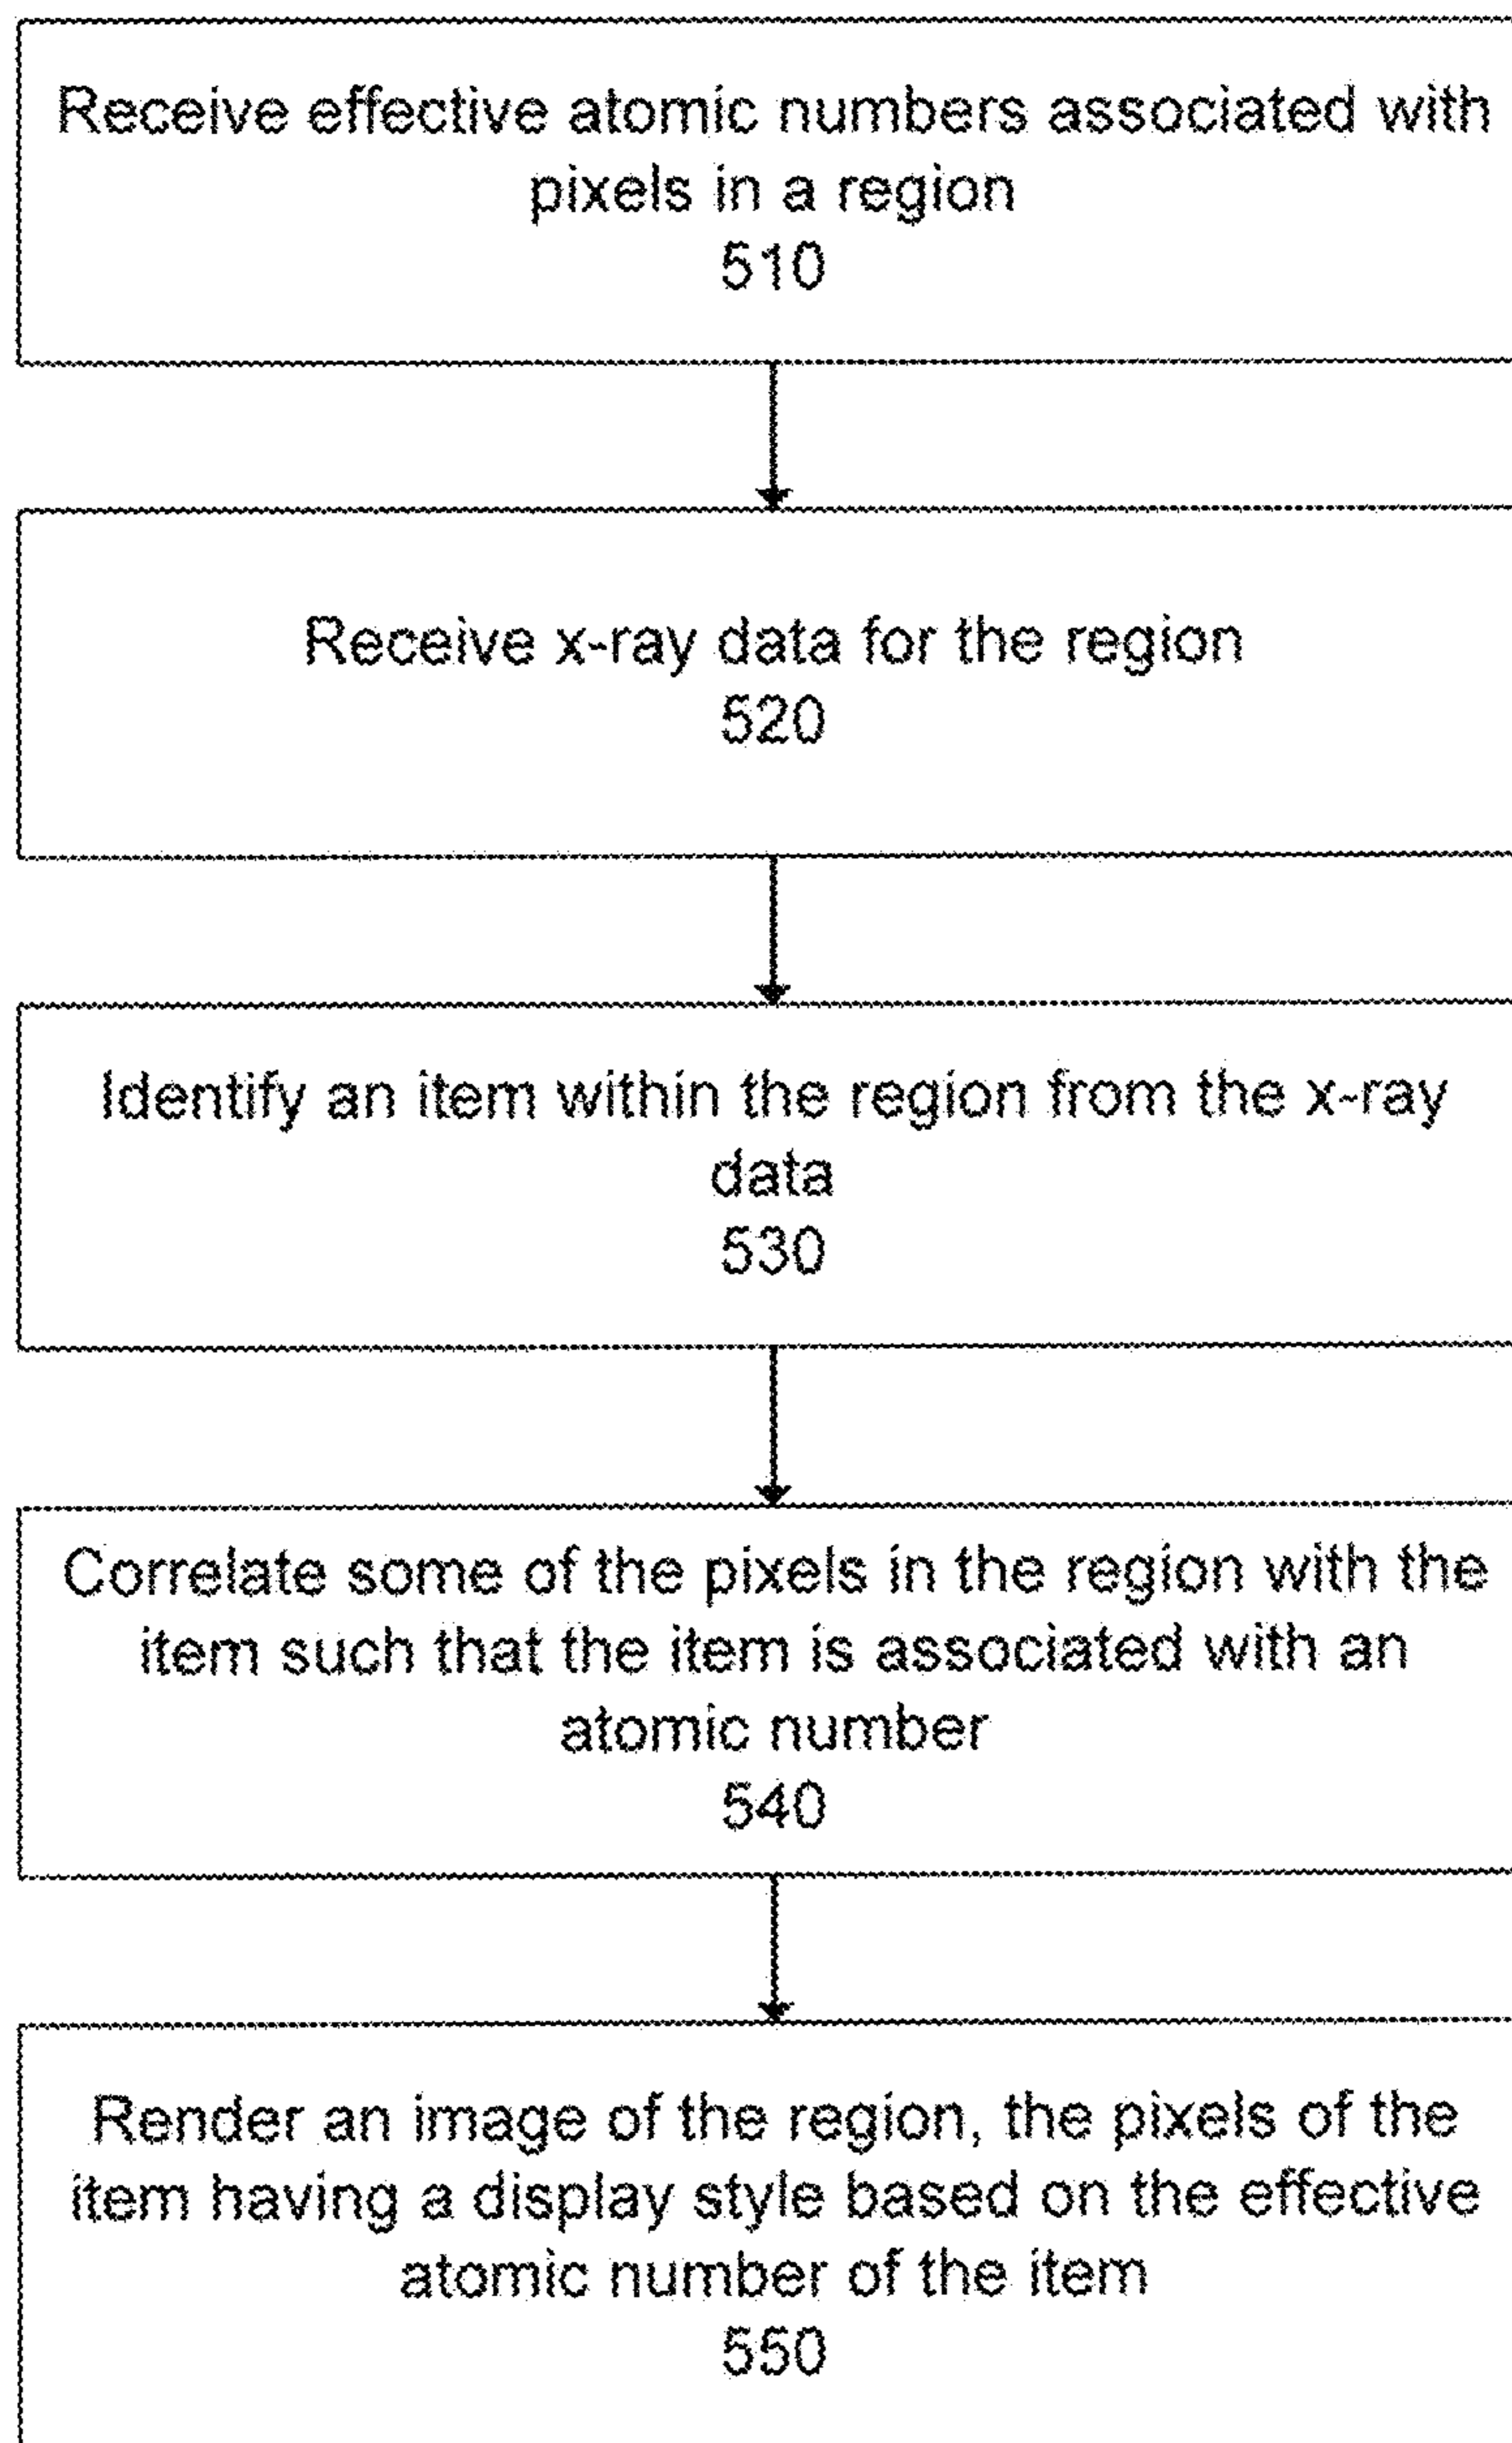 Receive effective atomic numbers associated with
pixels in a region
510
Receive x-ray data for the region
520
Identify an item within the region from the x-ray
data
530
Correlate some of the pixels in the region with the
item such that the item is associated with an
atomic number
540
Render an image of the region, the pixels of the
item having a display style based on the effective
atomic number of the item
550